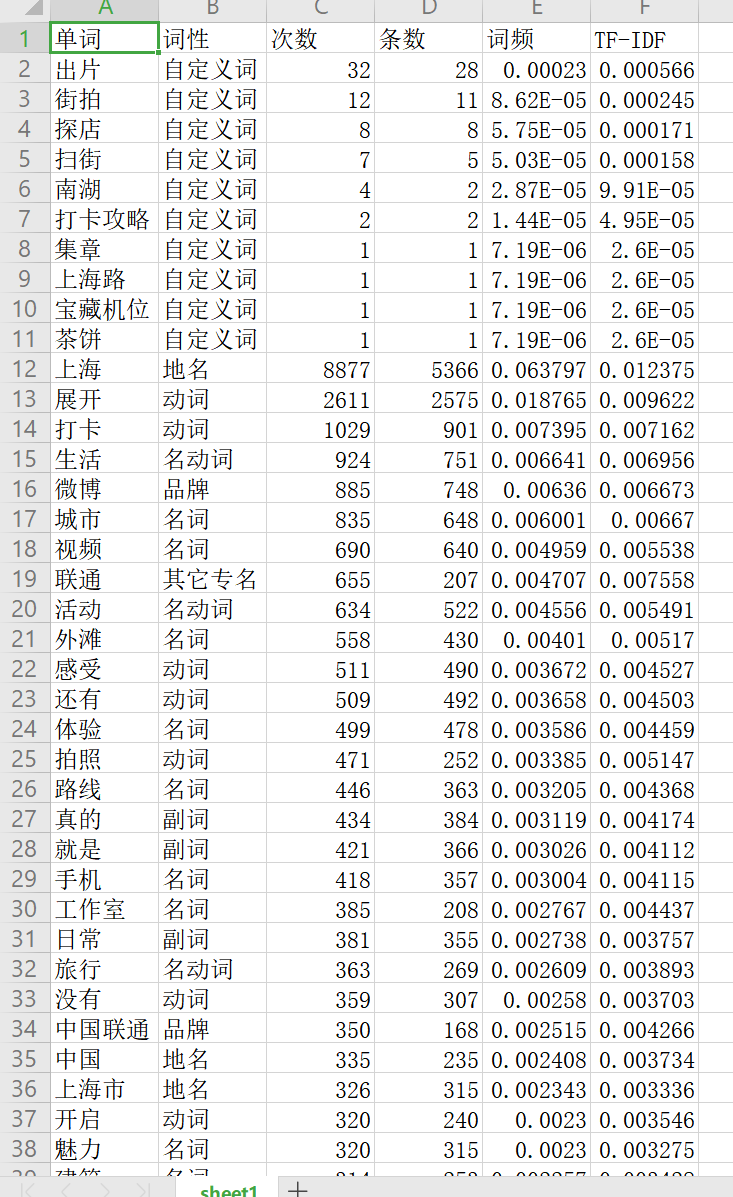 A B C D E F
1 单词 词性 次数 条数 词频 TF-IDF
2 出片 自定义词 32 28 0.00023 0.000566
3 街拍 自定义词 12 11 8.62E-05 0.000245
4 探店 自定义词 8 8 5.75E-05 0.000171
5 扫街 自定义词 7 5 5.03E-05 0.000158
6 南湖 自定义词 4 2 2.87E-05 9.91E-05
7 打卡攻略 自定义词 2 2 1.44E-05 4.95E-05
8 集章 自定义词 1 1 7.19E-06 2.6E-05
9 上海路 自定义词 1 1 7.19E-06 2.6E-05
10 宝藏机位 自定义词 1 1 7.19E-06 2.6E-05
11 茶饼 自定义词 1 1 7.19E-06 2.6E-05
12 上海 地名 8877 5366 0.063797 0.012375
13 展开 动词 2611 2575 0.018765 0.009622
14 打卡 动词 1029 901 0.007395 0.007162
15 生活 名动词 924 751 0.006641 0.006956
16 微博 品牌 885 748 0.00636 0.006673
17 城市 名词 835 648 0.006001 0.00667
18 视频 名词 690 640 0.004959 0.005538
19 联通 其它专名 655 207 0.004707 0.007558
20 活动 名动词 634 522 0.004556 0.005491
21 外滩 名词 558 430 0.00401 0.00517
22 感受 动词 511 490 0.003672 0.004527
23 还有 动词 509 492 0.003658 0.004503
24 体验 名词 499 478 0.003586 0.004459
25 拍照 动词 471 252 0.003385 0.005147
26 路线 名词 446 363 0.003205 0.004368
27 真的 副词 434 384 0.003119 0.004174
28 就是 副词 421 366 0.003026 0.004112
29 手机 名词 418 357 0.003004 0.004115
30 工作室 名词 385 208 0.002767 0.004437
31 日常 副词 381 355 0.002738 0.003757
32 旅行 名动词 363 269 0.002609 0.003893
33 没有 动词 359 307 0.00258 0.003703
34 中国联通 品牌 350 168 0.002515 0.004266
35 中国 地名 335 235 0.002408 0.003734
36 上海市 地名 326 315 0.002343 0.003336
37 开启 动词 320 240 0.0023 0.003546
38 魅力 名词 320 315 0.0023 0.003275
sheet1